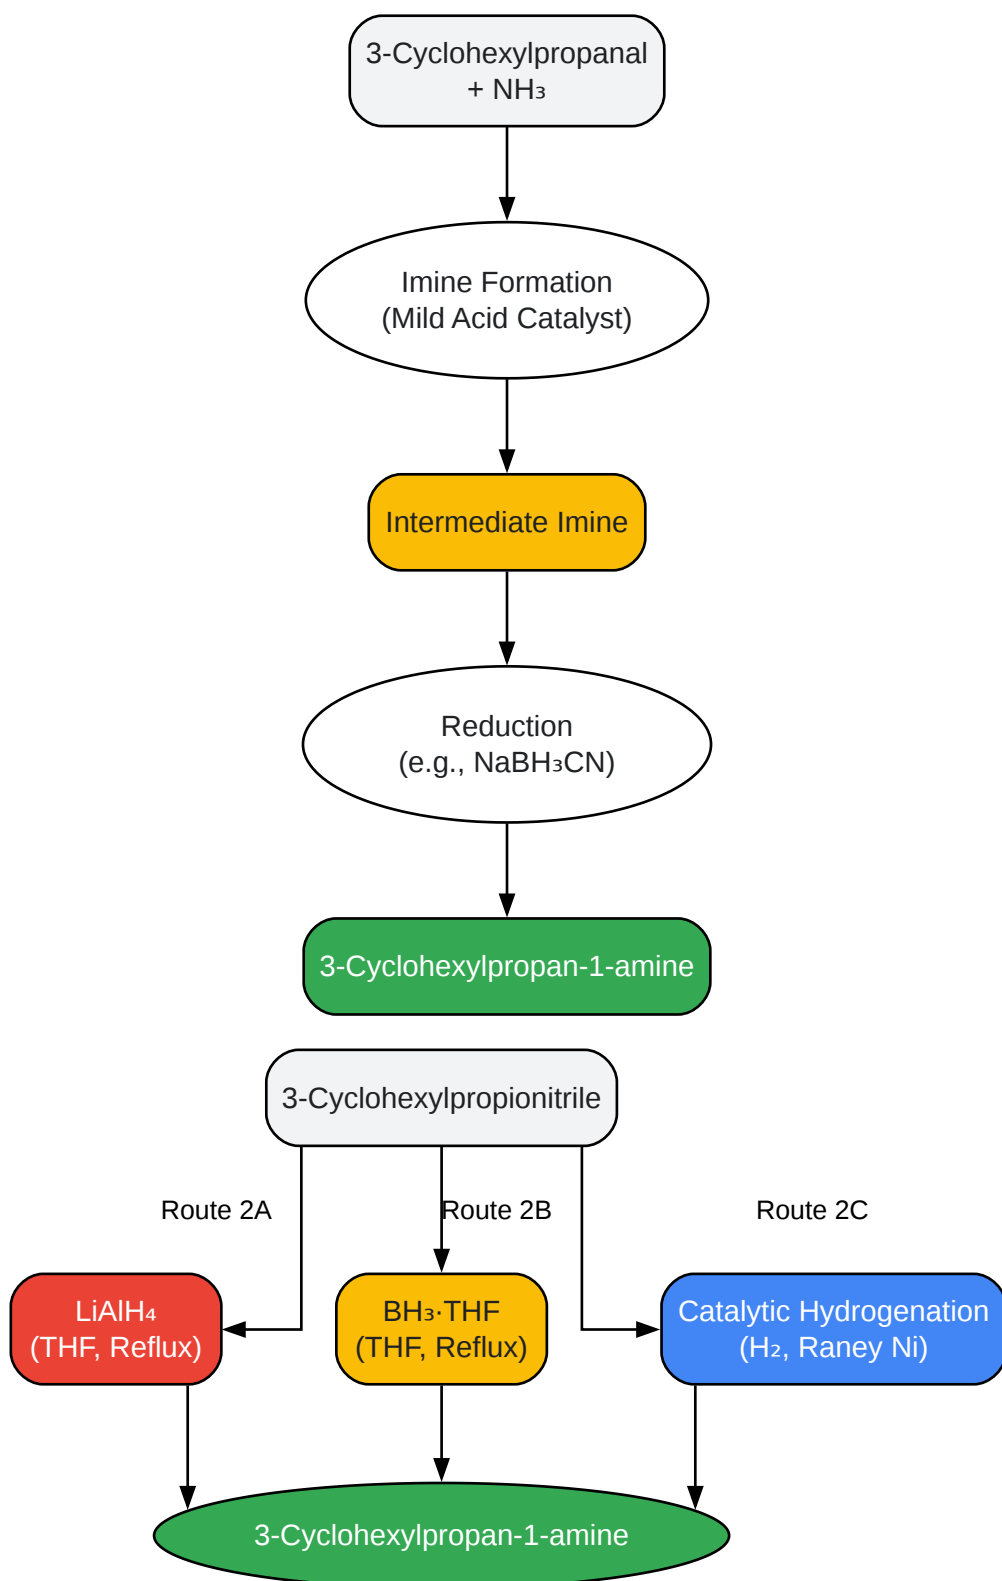 3-Cyclohexylpropanal
+ NH₃
Imine Formation
(Mild Acid Catalyst)
Intermediate Imine
Reduction
(e.g., NaBH₃CN)
3-Cyclohexylpropan-1-amine
3-Cyclohexylpropionitrile
Route 2A
Route 2B
Route 2C
LiAlH₄
(THF, Reflux)
BH₃·THF
(THF, Reflux)
Catalytic Hydrogenation
(H₂, Raney Ni)
3-Cyclohexylpropan-1-amine